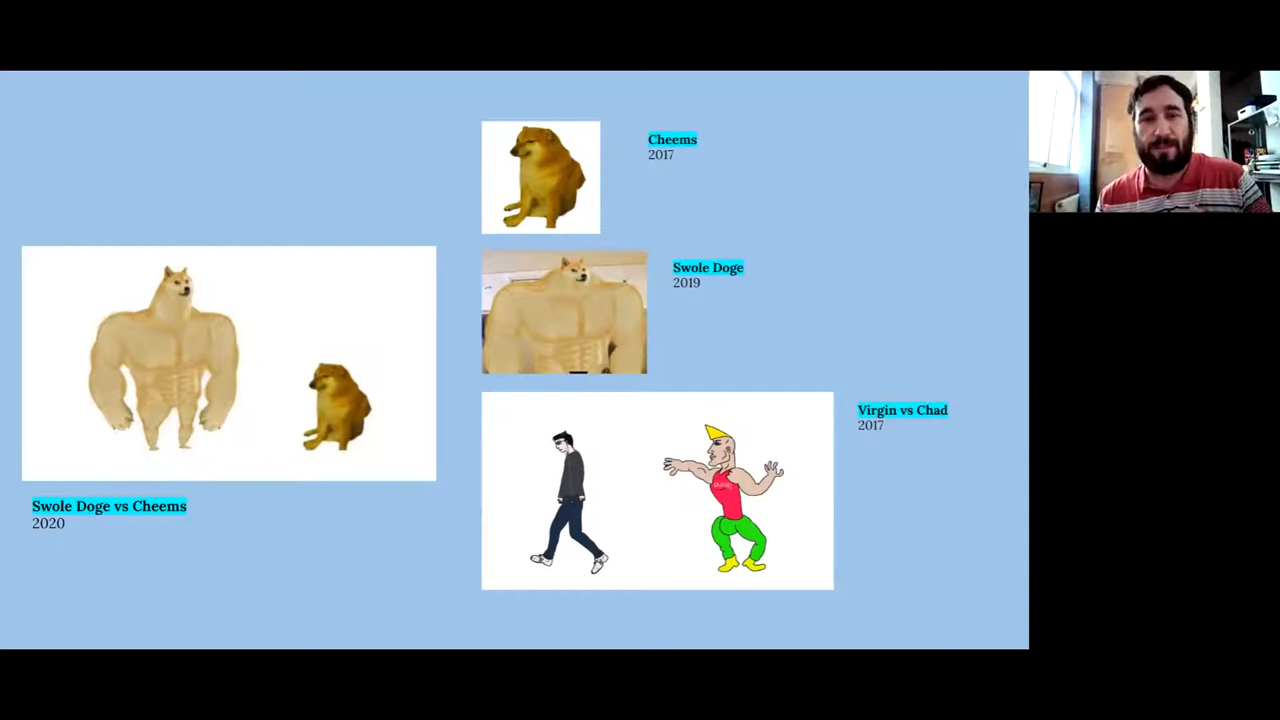 Cheems
2017
Swole Doge
2019
Virgin vs Chad
2017
Swole Doge vs Cheems
2020